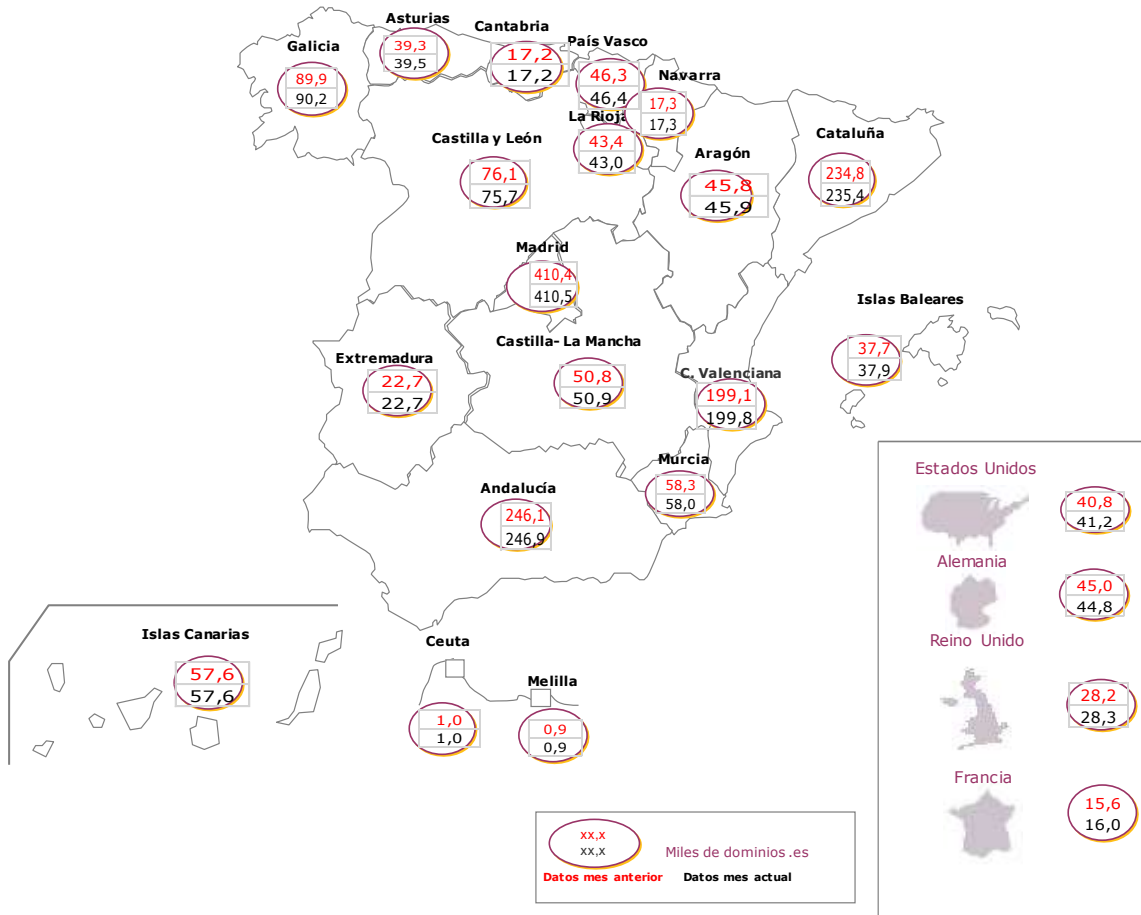 Asturias
39,3
39,5
Cantabria
17,2
17,2
País Vasco
46,3
46,4
Galicia
89,9
90,2
Navarra
17,3
17,3
La Rioja
43,4
43,0
Castilla y León
76,1
75,7
Aragón
45,8
45,9
Cataluña
234,8
235,4
Madrid
410,4
410,5
Islas Baleares
37,7
37,9
Castilla- La Mancha
50,8
50,9
Extremadura
22,7
22,7
C. Valenciana
199,1
199,8
Murcia
58,3
58,0
Andalucía
246,1
246,9
Islas Canarias
57,6
57,6
Ceuta
1,0
1,0
Melilla
0,9
0,9
Estados Unidos
40,8
41,2
Alemania
45,0
44,8
Reino Unido
28,2
28,3
Francia
15,6
16,0
xx,x
xx,x
Miles de dominios .es
Datos mes anterior Datos mes actual